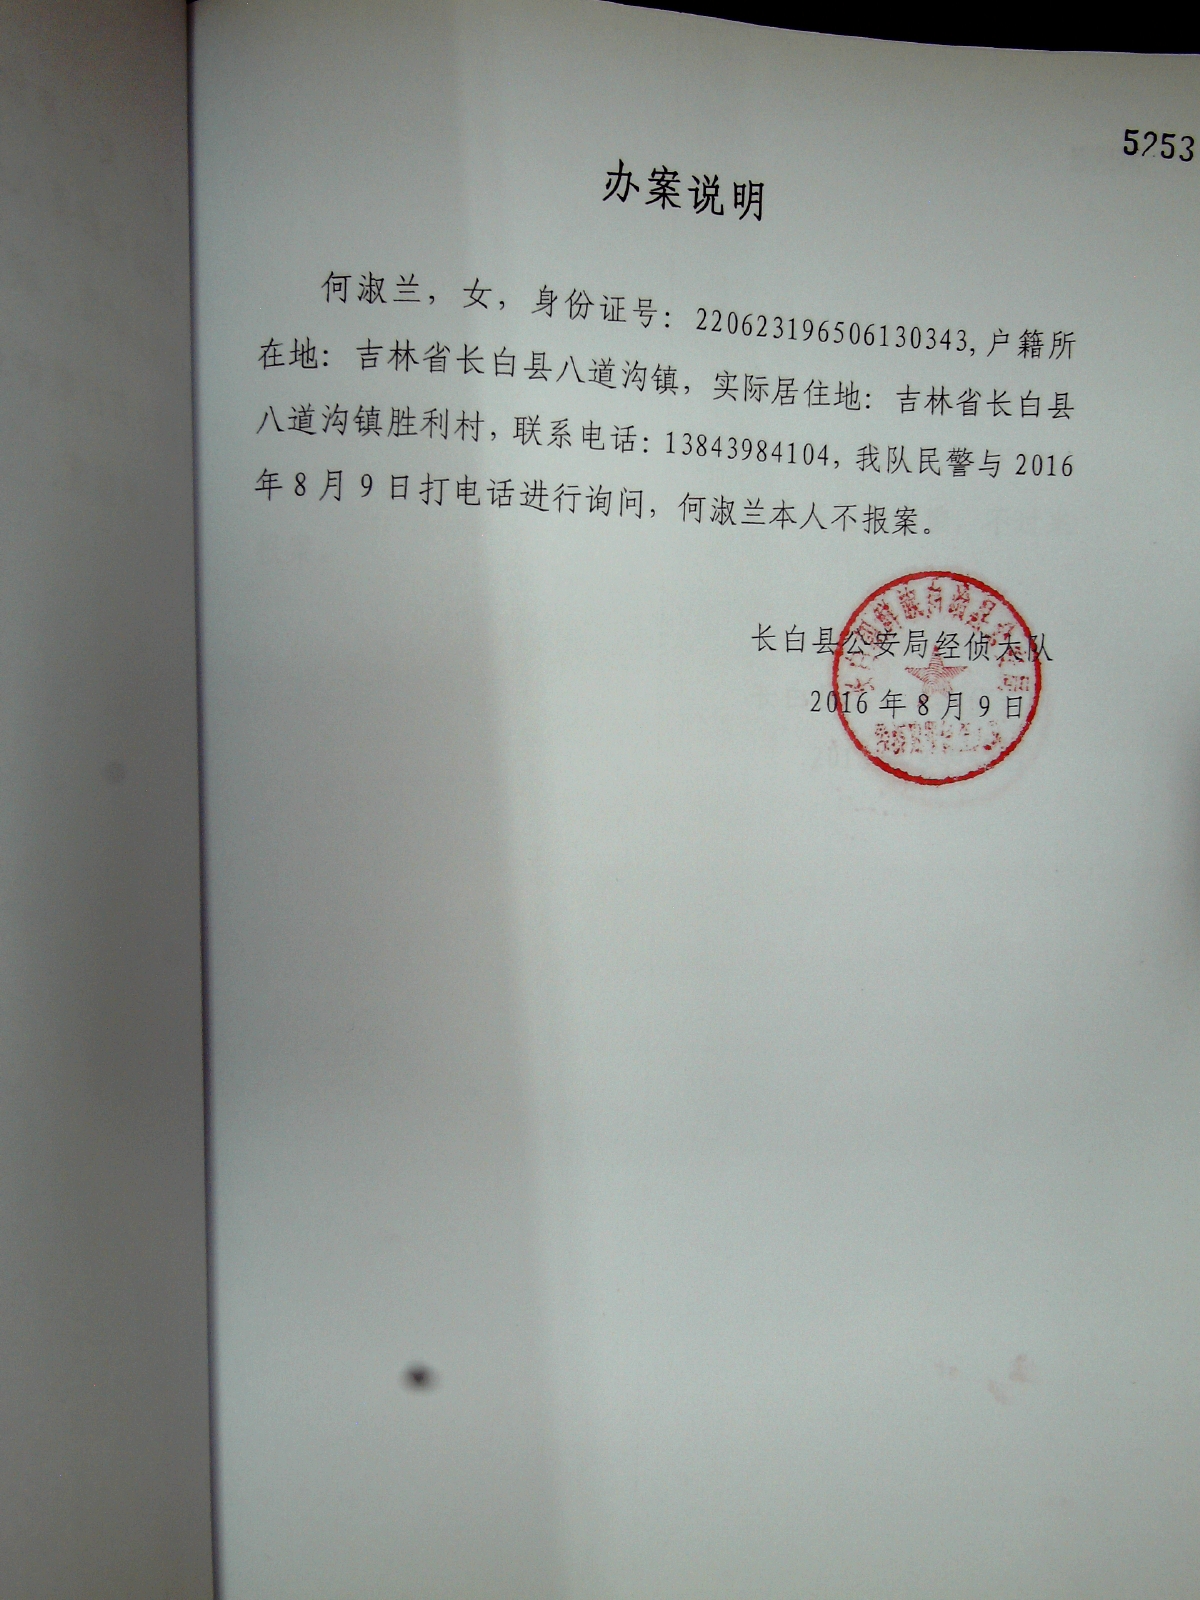 5253
办案说明
何淑兰，女，身份证号：220623196506130343,户籍所
在地：吉林省长白县八道沟镇，实际居住地：吉林省长白县
八道沟镇胜利村，联系电话：13843984104，我队民警与2016
年8月9日打电话进行询问，何淑兰本人不报案。
长白县公安局经侦大队
2016年8月9日